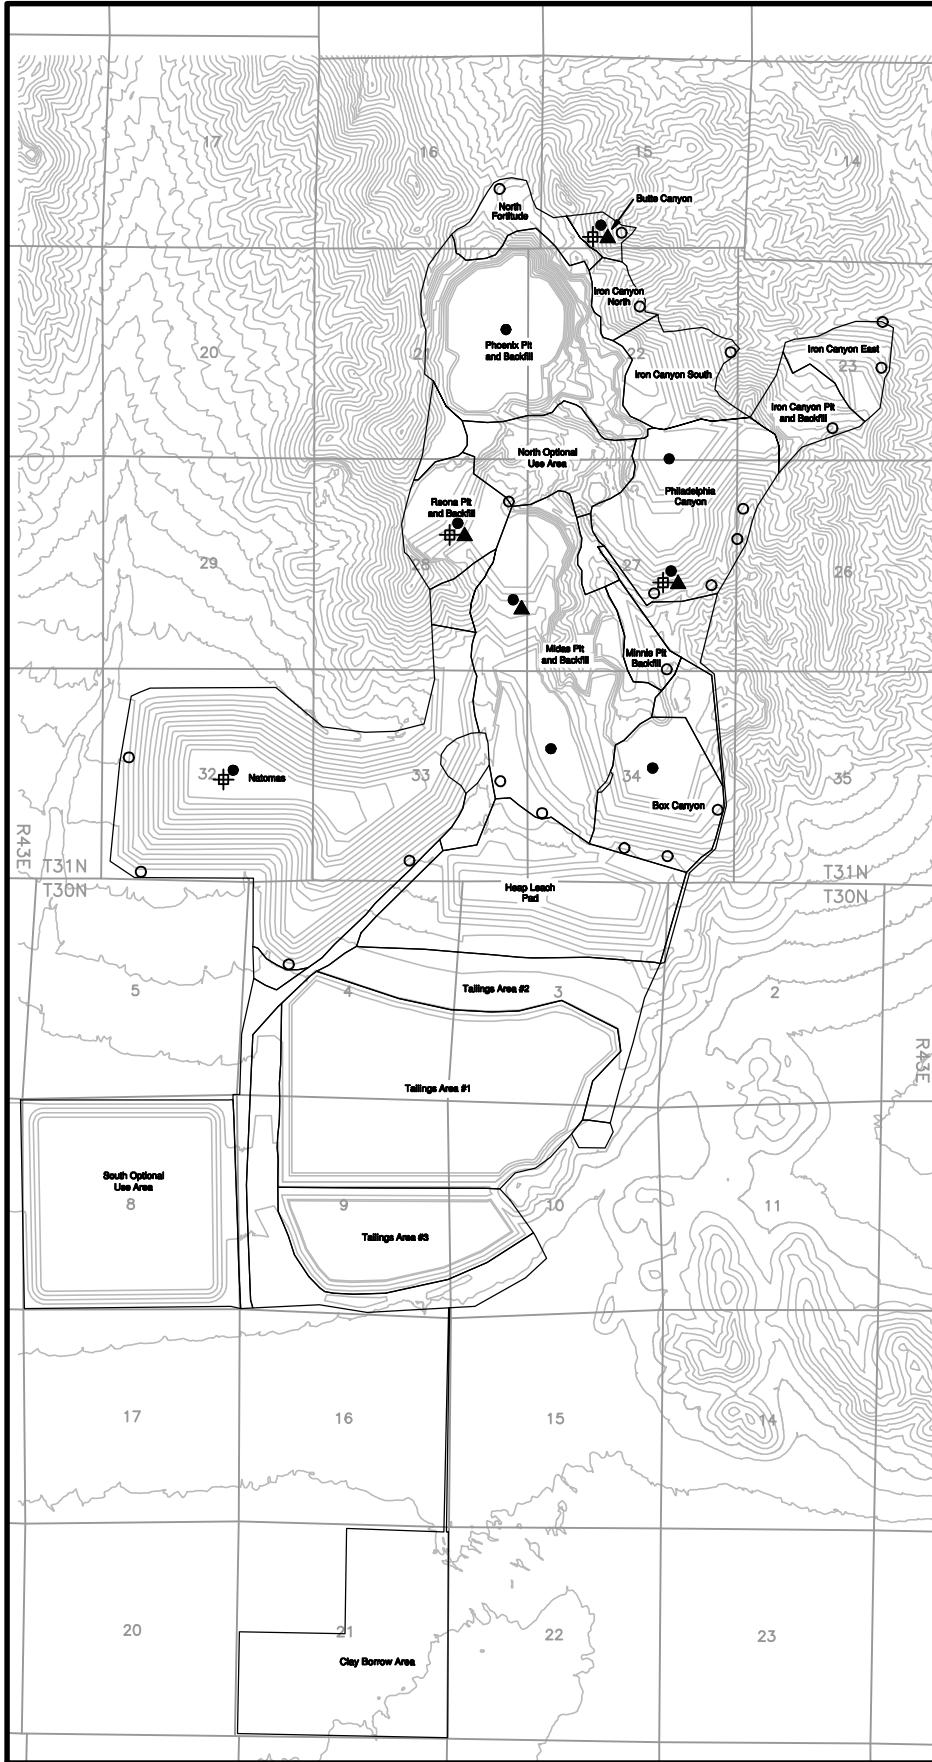 17
16
15
14
Butte Canyon
North
Fortitude
Iron Canyon
North
20
21
Phoenix Pit
and Backfill
22
Iron Canyon East
23
Iron Canyon South
Iron Canyon Pit
and Backfill
North Optional
Use Area
Philadelphia
Canyon
Reona Pit
and Backfill
29
28
27
26
Midas Pit
and Backfill
Minnie Pit
Backfill
32
Natomas
33
34
35
Box Canyon
R43E
T31N
T30N
T31N
T30N
Heap Leach
Pad
5
4
Tailings Area #2
3
2
R43E
Tailings Area #1
South Optional
Use Area
8
9
10
11
Tailings Area #3
17
16
15
14
20
21
22
23
Clay Borrow Area